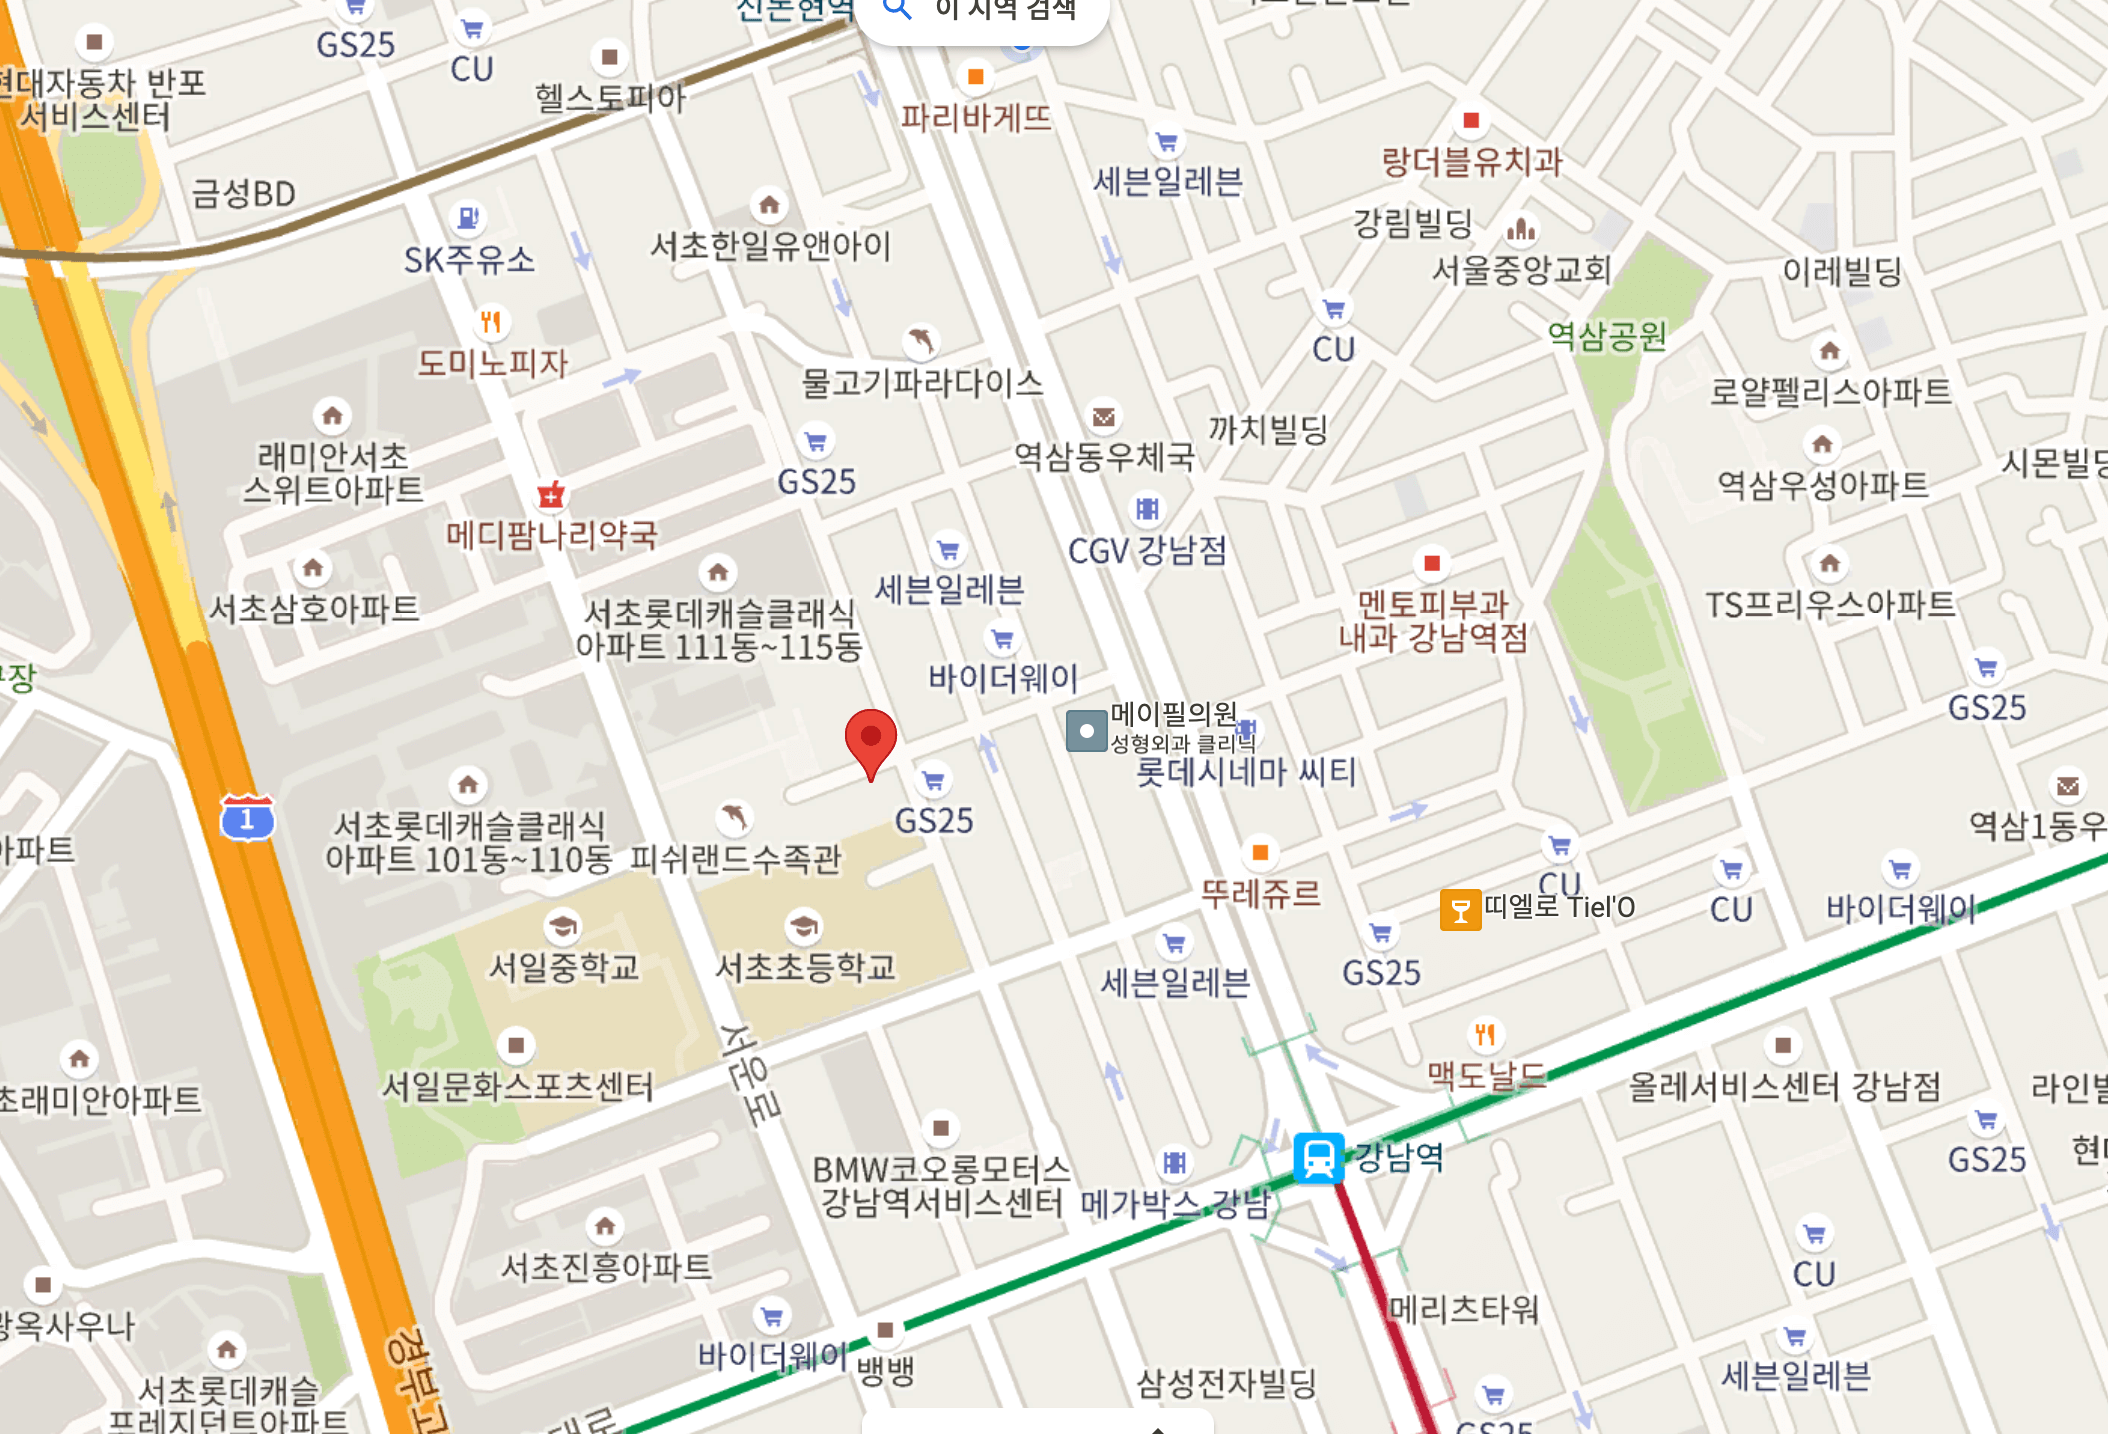 신논현역
이 지역 검색
GS25
CU
현대자동차 반포
서비스센터
헬스토피아
파리바게뜨
세븐일레븐
랑더블유치과
금성BD
SK주유소
서초한일유앤아이
강림빌딩
서울중앙교회
이레빌딩
도미노피자
물고기파라다이스
CU
역삼공원
로얄펠리스아파트
래미안서초
스위트아파트
GS25
역삼동우체국
까치빌딩
역삼우성아파트
시몬빌딩
메디팜나리약국
CGV 강남점
세븐일레븐
서초삼호아파트
서초롯데캐슬클래식
아파트 111동~115동
멘토피부과
내과 강남역점
TS프리우스아파트
바이더웨이
GS25
메이필의원
성형외과 클리닉
롯데시네마 씨티
1
서초롯데캐슬클래식
아파트 101동~110동
피쉬랜드수족관
GS25
역삼1동우
아파트
뚜레쥬르
CU
띠엘로 Tiel'O
CU
바이더웨이
서일중학교
서초초등학교
세븐일레븐
GS25
서일문화스포츠센터
서운로
맥도날드
올레서비스센터 강남점
라인빌
초래미안아파트
BMW코오롱모터스
강남역서비스센터
메가박스 강남
강남역
GS25
서초진흥아파트
CU
메리츠타워
광옥사우나
바이더웨이
뱅뱅
삼성전자빌딩
세븐일레븐
서초롯데캐슬
프레지던트아파트
경부고
대로
GS25